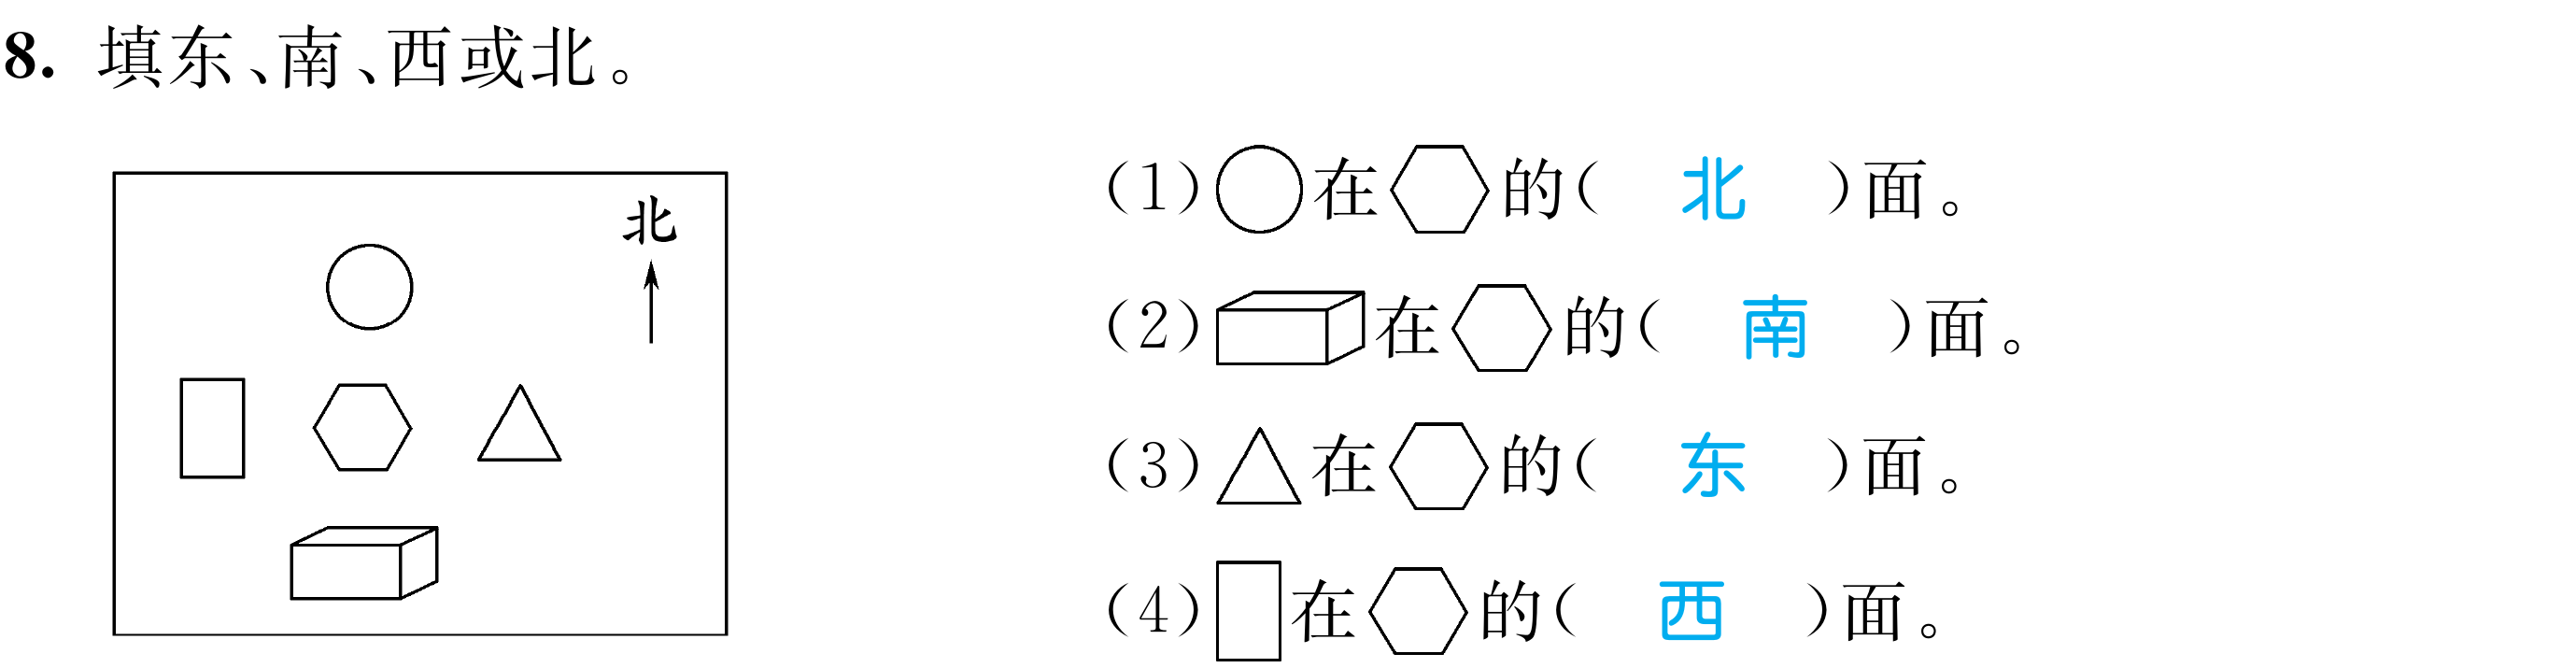 8. 填东、南、西或北。
北
(1)在的( 北 )面。
(2)在的( 南 )面。
(3)在的( 东 )面。
(4)在的( 西 )面。